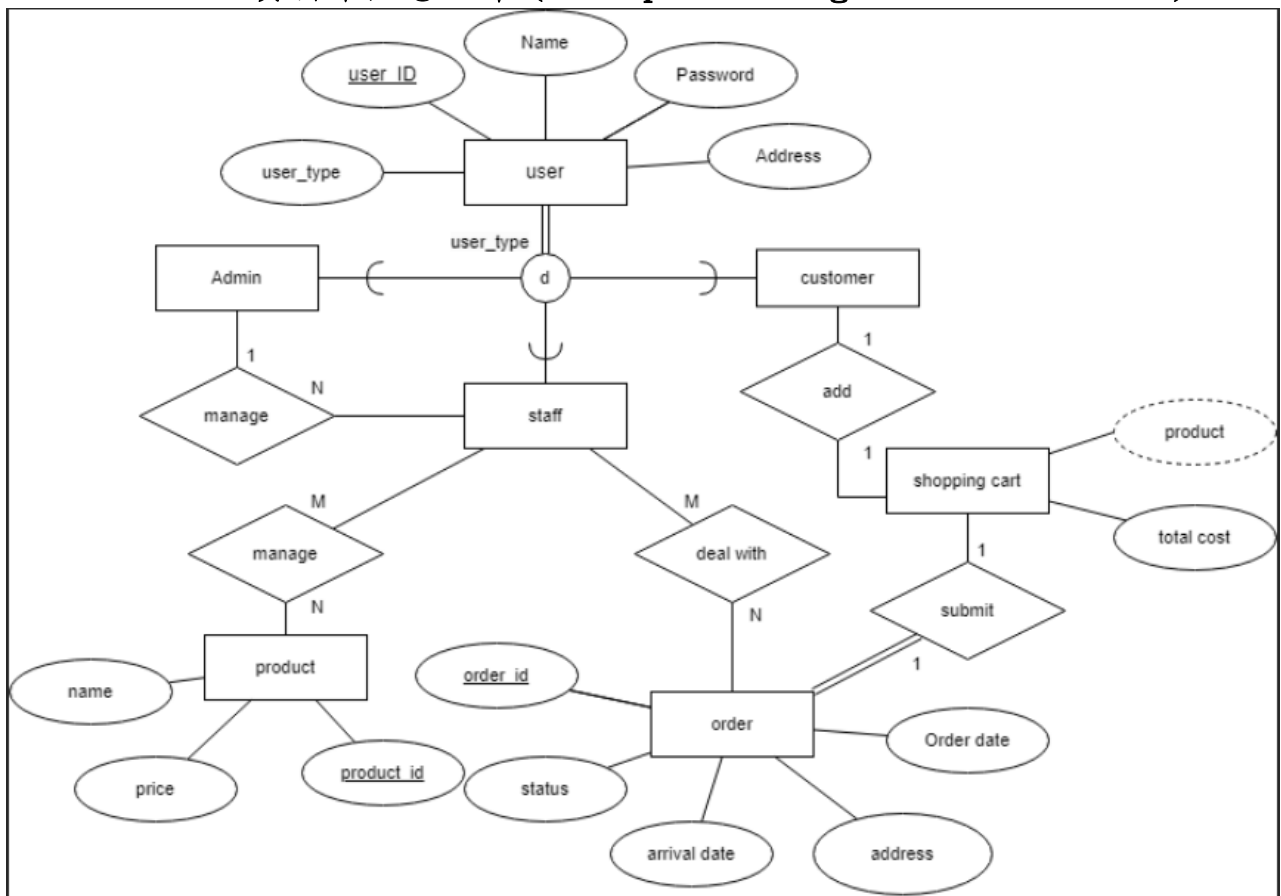 Name
user_ID
Password
user_type
user
Address
user_type
Admin
d
customer
1
1
N
manage
staff
add
product
1
shopping cart
M
M
total cost
manage
deal with
1
N
N
submit
1
product
order_id
name
order
Order date
price
product_id
status
arrival date
address